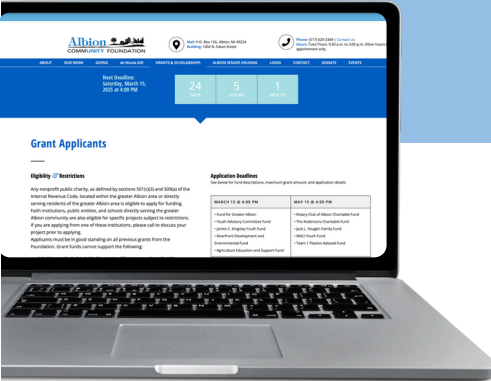 Albion
COMMUNITY FOUNDATION
Mail: P.O. Box 156, Albion, MI 49224
Building: 1002 N. Eaton Street
Phone: (517) 629-3349 | Contact Us
Hours: Tues-Thurs: 9:30 a.m. to 3:00 p.m. Other hours
appointment only.
ABOUT OUR WORK GIVING de Nicola Gift GRANTS & SCHOLARSHIPS ALBION SENIOR HOUSING LOGIN CONTACT DONATE EVENTS
Next Deadline:
Saturday, March 15,
2025 at 4:00 PM
24 5 1
DAYS HOURS MINUTE
Grant Applicants
Eligibility & Restrictions
Any nonprofit public charity, as defined by sections 501(c)(3) and 509(a) of the
Internal Revenue Code, located within the greater Albion area or directly
serving residents of the greater Albion area is eligible to apply for funding.
Faith Institutions, public entities, and schools directly serving the greater
Albion community are also eligible for specific projects subject to restrictions.
If you are applying from one of these institutions, please call to discuss your
project prior to applying.
Applicants must be in good standing on all previous grants from the
Foundation. Grant funds cannot support the following:
Application Deadlines
See below for fund descriptions, maximum grant amount, and application details
MARCH 15 @ 4:00 PM
• Fund for Greater Albion
• Youth Advisory Committee Fund
• James C. Kingsley Youth Fund
• Riverfront Development and
Environmental Fund
• Agriculture Education and Support Fund
MAY 15 @ 4:00 PM
• Rotary Club of Albion Charitable Fund
• The Andersons Charitable Fund
• Jack L. Hoaglin Family Fund
• MACI Youth Fund
• Team 1 Plastics Advised Fund